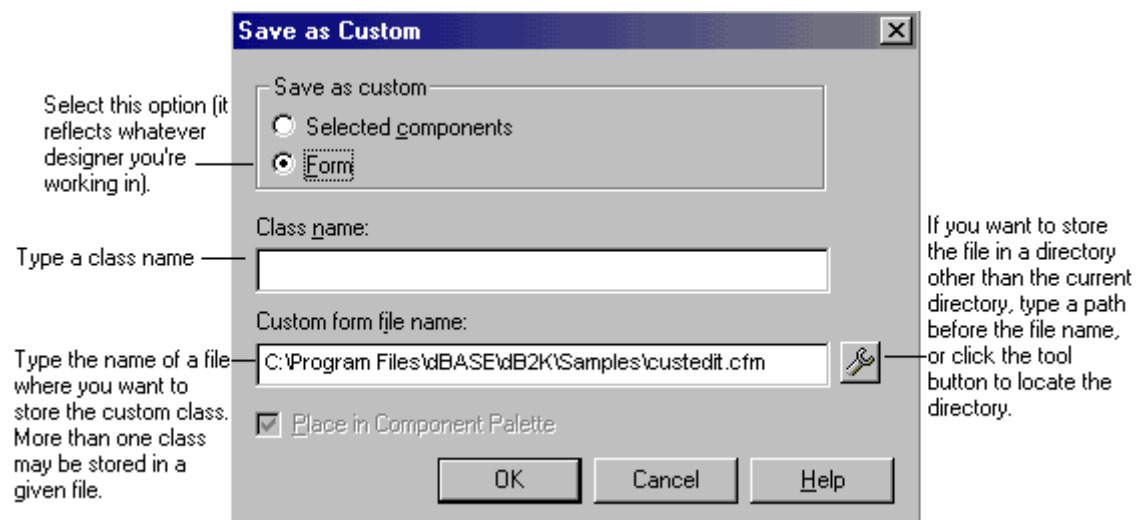 Save as Custom
Save as custom
Selected components
Form
Select this option (it
reflects whatever
designer you're
working in).
Class name:
Type a class name
Custom form file name:
C:\Program Files\dBASE\dB2K\Samples\custedit.cfm
Type the name of a file
where you want to
store the custom class.
More than one class
may be stored in a
given file.
If you want to store
the file in a directory
other than the current
directory, type a path
before the file name,
or click the tool
button to locate the
directory.
Place in Component Palette
OK
Cancel
Help